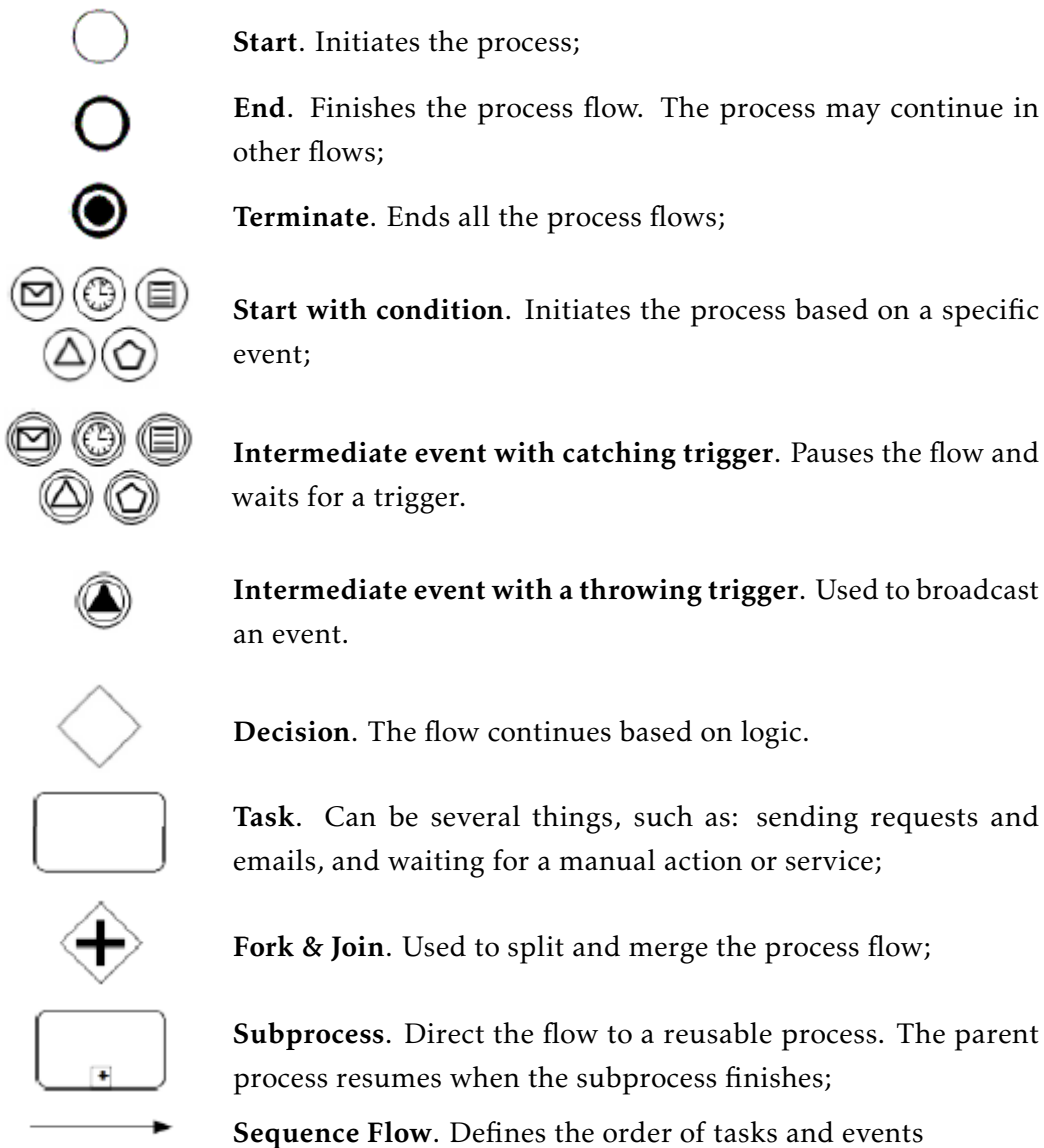 Start. Initiates the process;
End. Finishes the process flow. The process may continue in
other flows;
Terminate. Ends all the process flows;
Start with condition. Initiates the process based on a specific
event;
Intermediate event with catching trigger. Pauses the flow and
waits for a trigger.
Intermediate event with a throwing trigger. Used to broadcast
an event.
Decision. The flow continues based on logic.
Task. Can be several things, such as: sending requests and
emails, and waiting for a manual action or service;
Fork & Join. Used to split and merge the process flow;
Subprocess. Direct the flow to a reusable process. The parent
process resumes when the subprocess finishes;
Sequence Flow. Defines the order of tasks and events